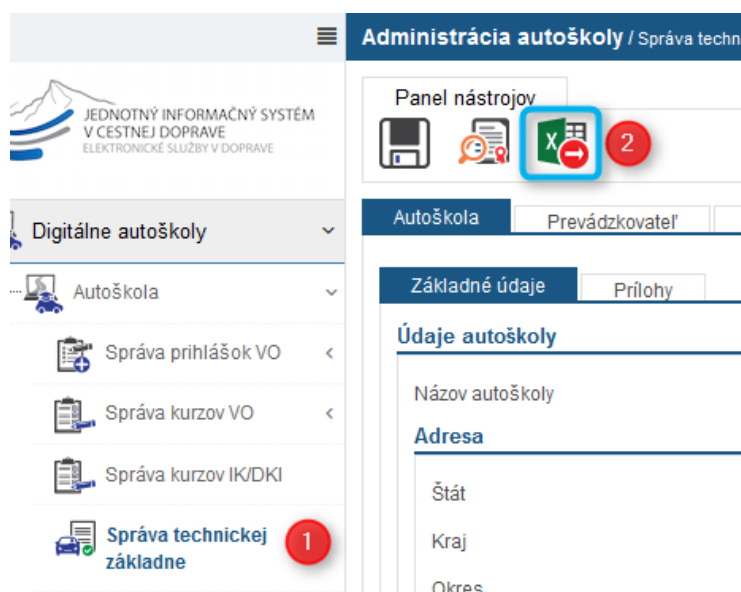 Administrácia autoškoly / Správa techn
JEDNOTNÝ INFORMAČNÝ SYSTÉM
V CESTNEJ DOPRAVE
ELEKTRONICKÉ SLUŽBY V DOPRAVE
Panel nástrojov
X
2
Digitálne autoškoly
Autoškola
Správa prihlášok VO
Správa kurzov VO
Správa kurzov IK/DKI
Správa technickej
základne
1
Autoškola
Prevádzkovateľ
Základné údaje
Prílohy
Údaje autoškoly
Názov autoškoly
Adresa
Štát
Kraj
Okres